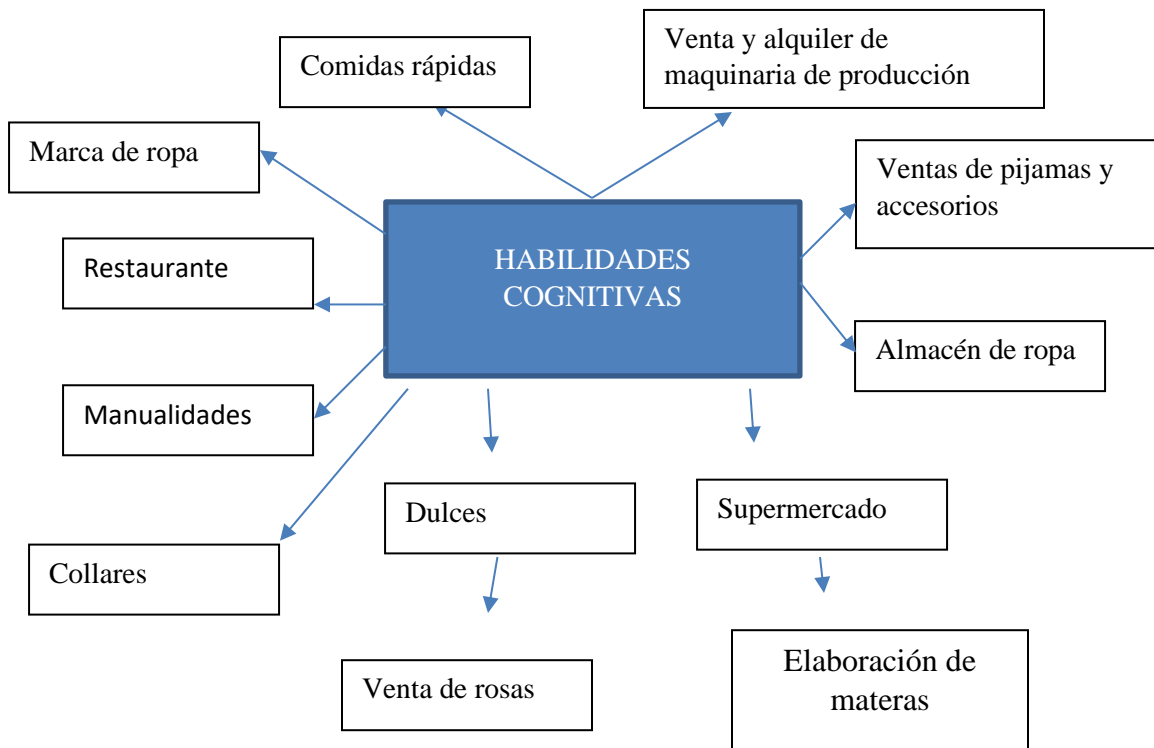 Comidas rápidas
Venta y alquiler de
maquinaria de producción
Marca de ropa
Ventas de pijamas y
accesorios
Restaurante
HABILIDADES
COGNITIVAS
Almacén de ropa
Manualidades
Dulces
Supermercado
Collares
Venta de rosas
Elaboración de
materas